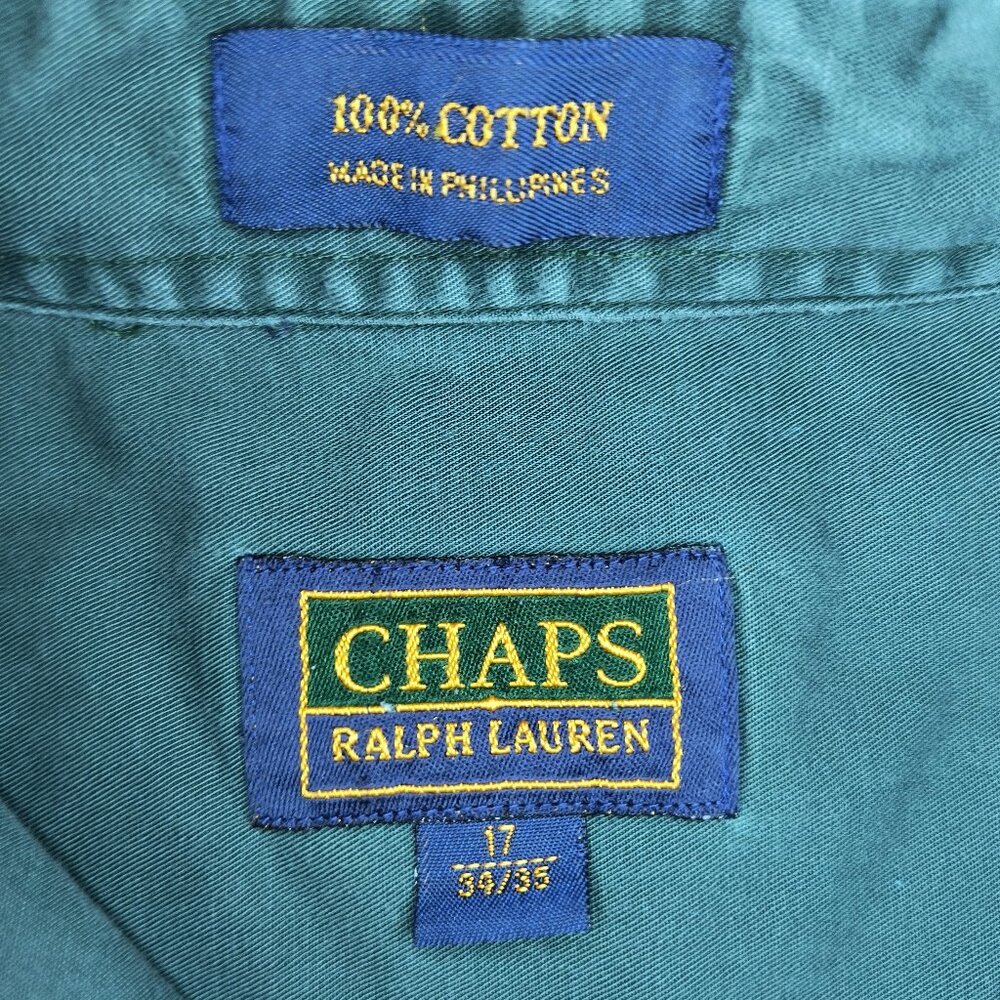 100% COTTON
MADE IN PHILLIPINES
CHAPS
RALPH LAUREN
17
34/35